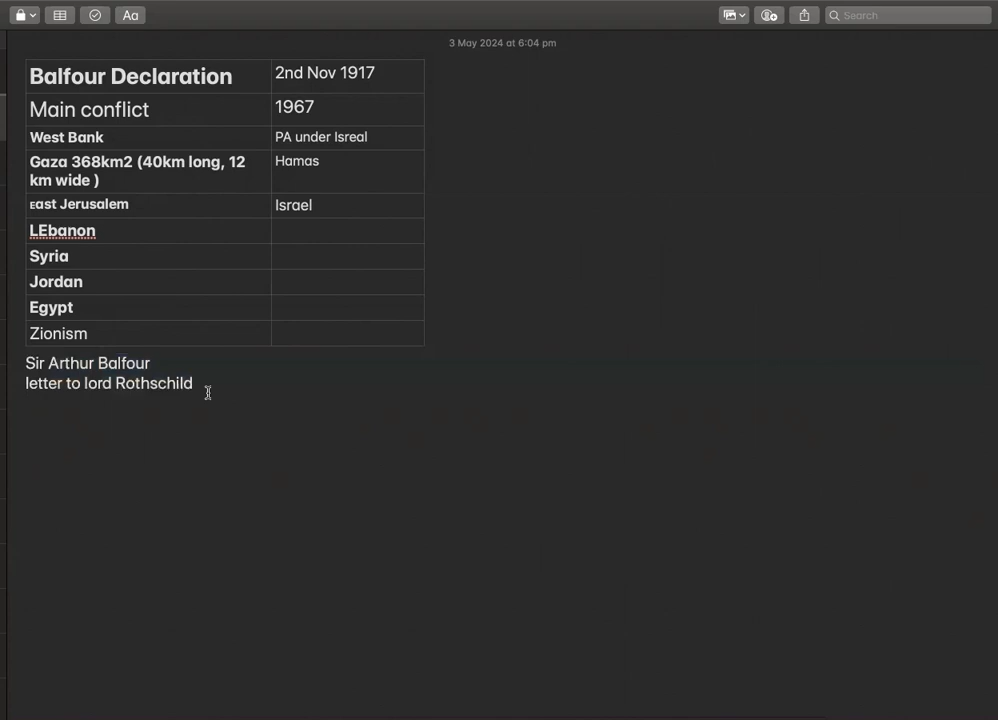 Aa
Search
3 May 2024 at 6:04 pm
Balfour Declaration 2nd Nov 1917
Main conflict 1967
West Bank PA under Isreal
Gaza 368km2 (40km long, 12 Hamas
km wide )
East Jerusalem Israel
LEbanon
Syria
Jordan
Egypt
Zionism
Sir Arthur Balfour
letter to lord Rothschild